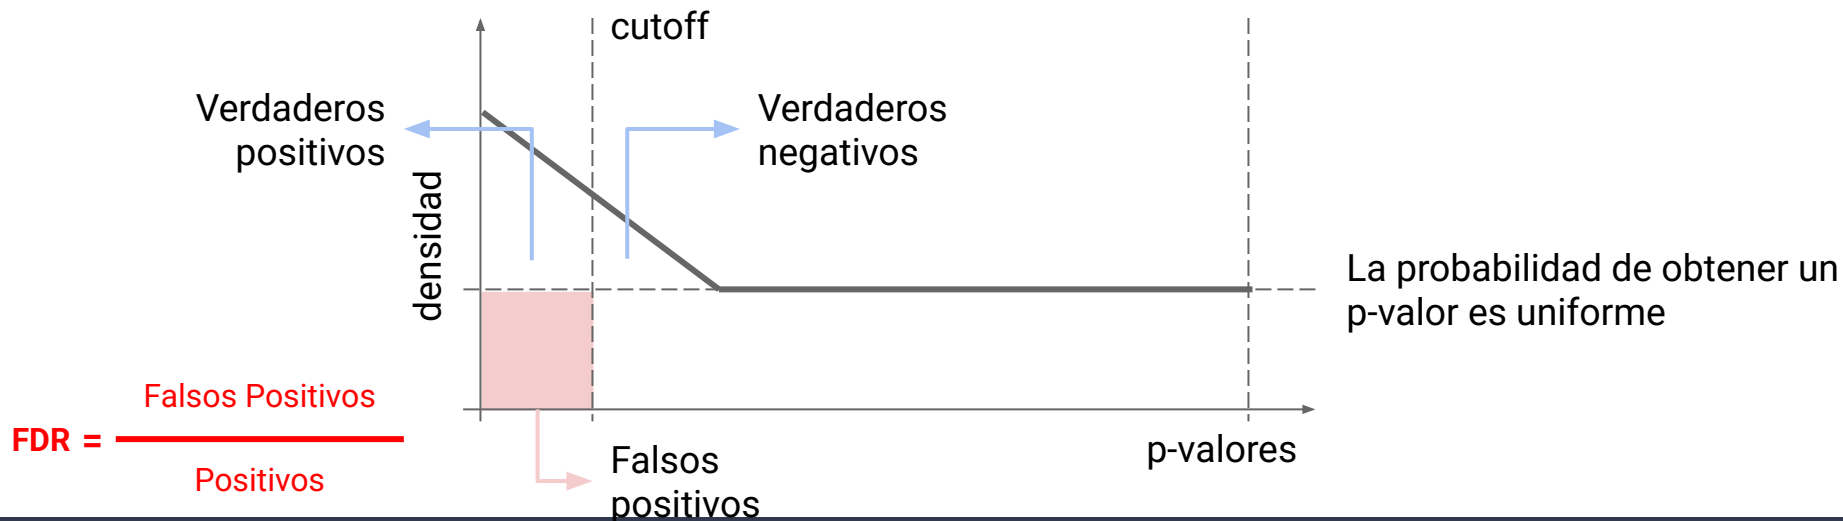 cutoff
Verdaderos
positivos
Verdaderos
negativos
densidad
La probabilidad de obtener un
p-valor es uniforme
Falsos Positivos
FDR =
Positivos
p-valores
Falsos
positivos